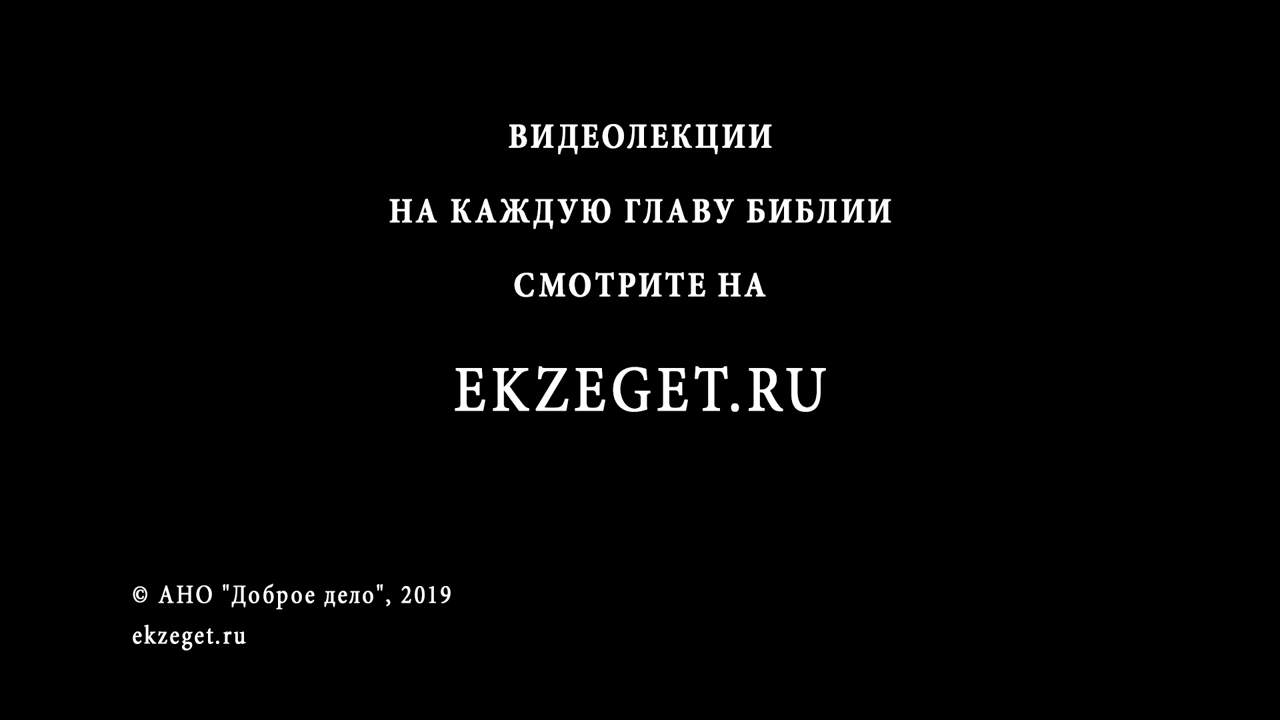 ВИДЕОЛЕКЦИИ
НА КАЖДУЮ ГЛАВУ БИБЛИИ
СМОТРИТЕ НА
EKZEGET.RU
© АНО "Доброе дело", 2019
ekzeget.ru